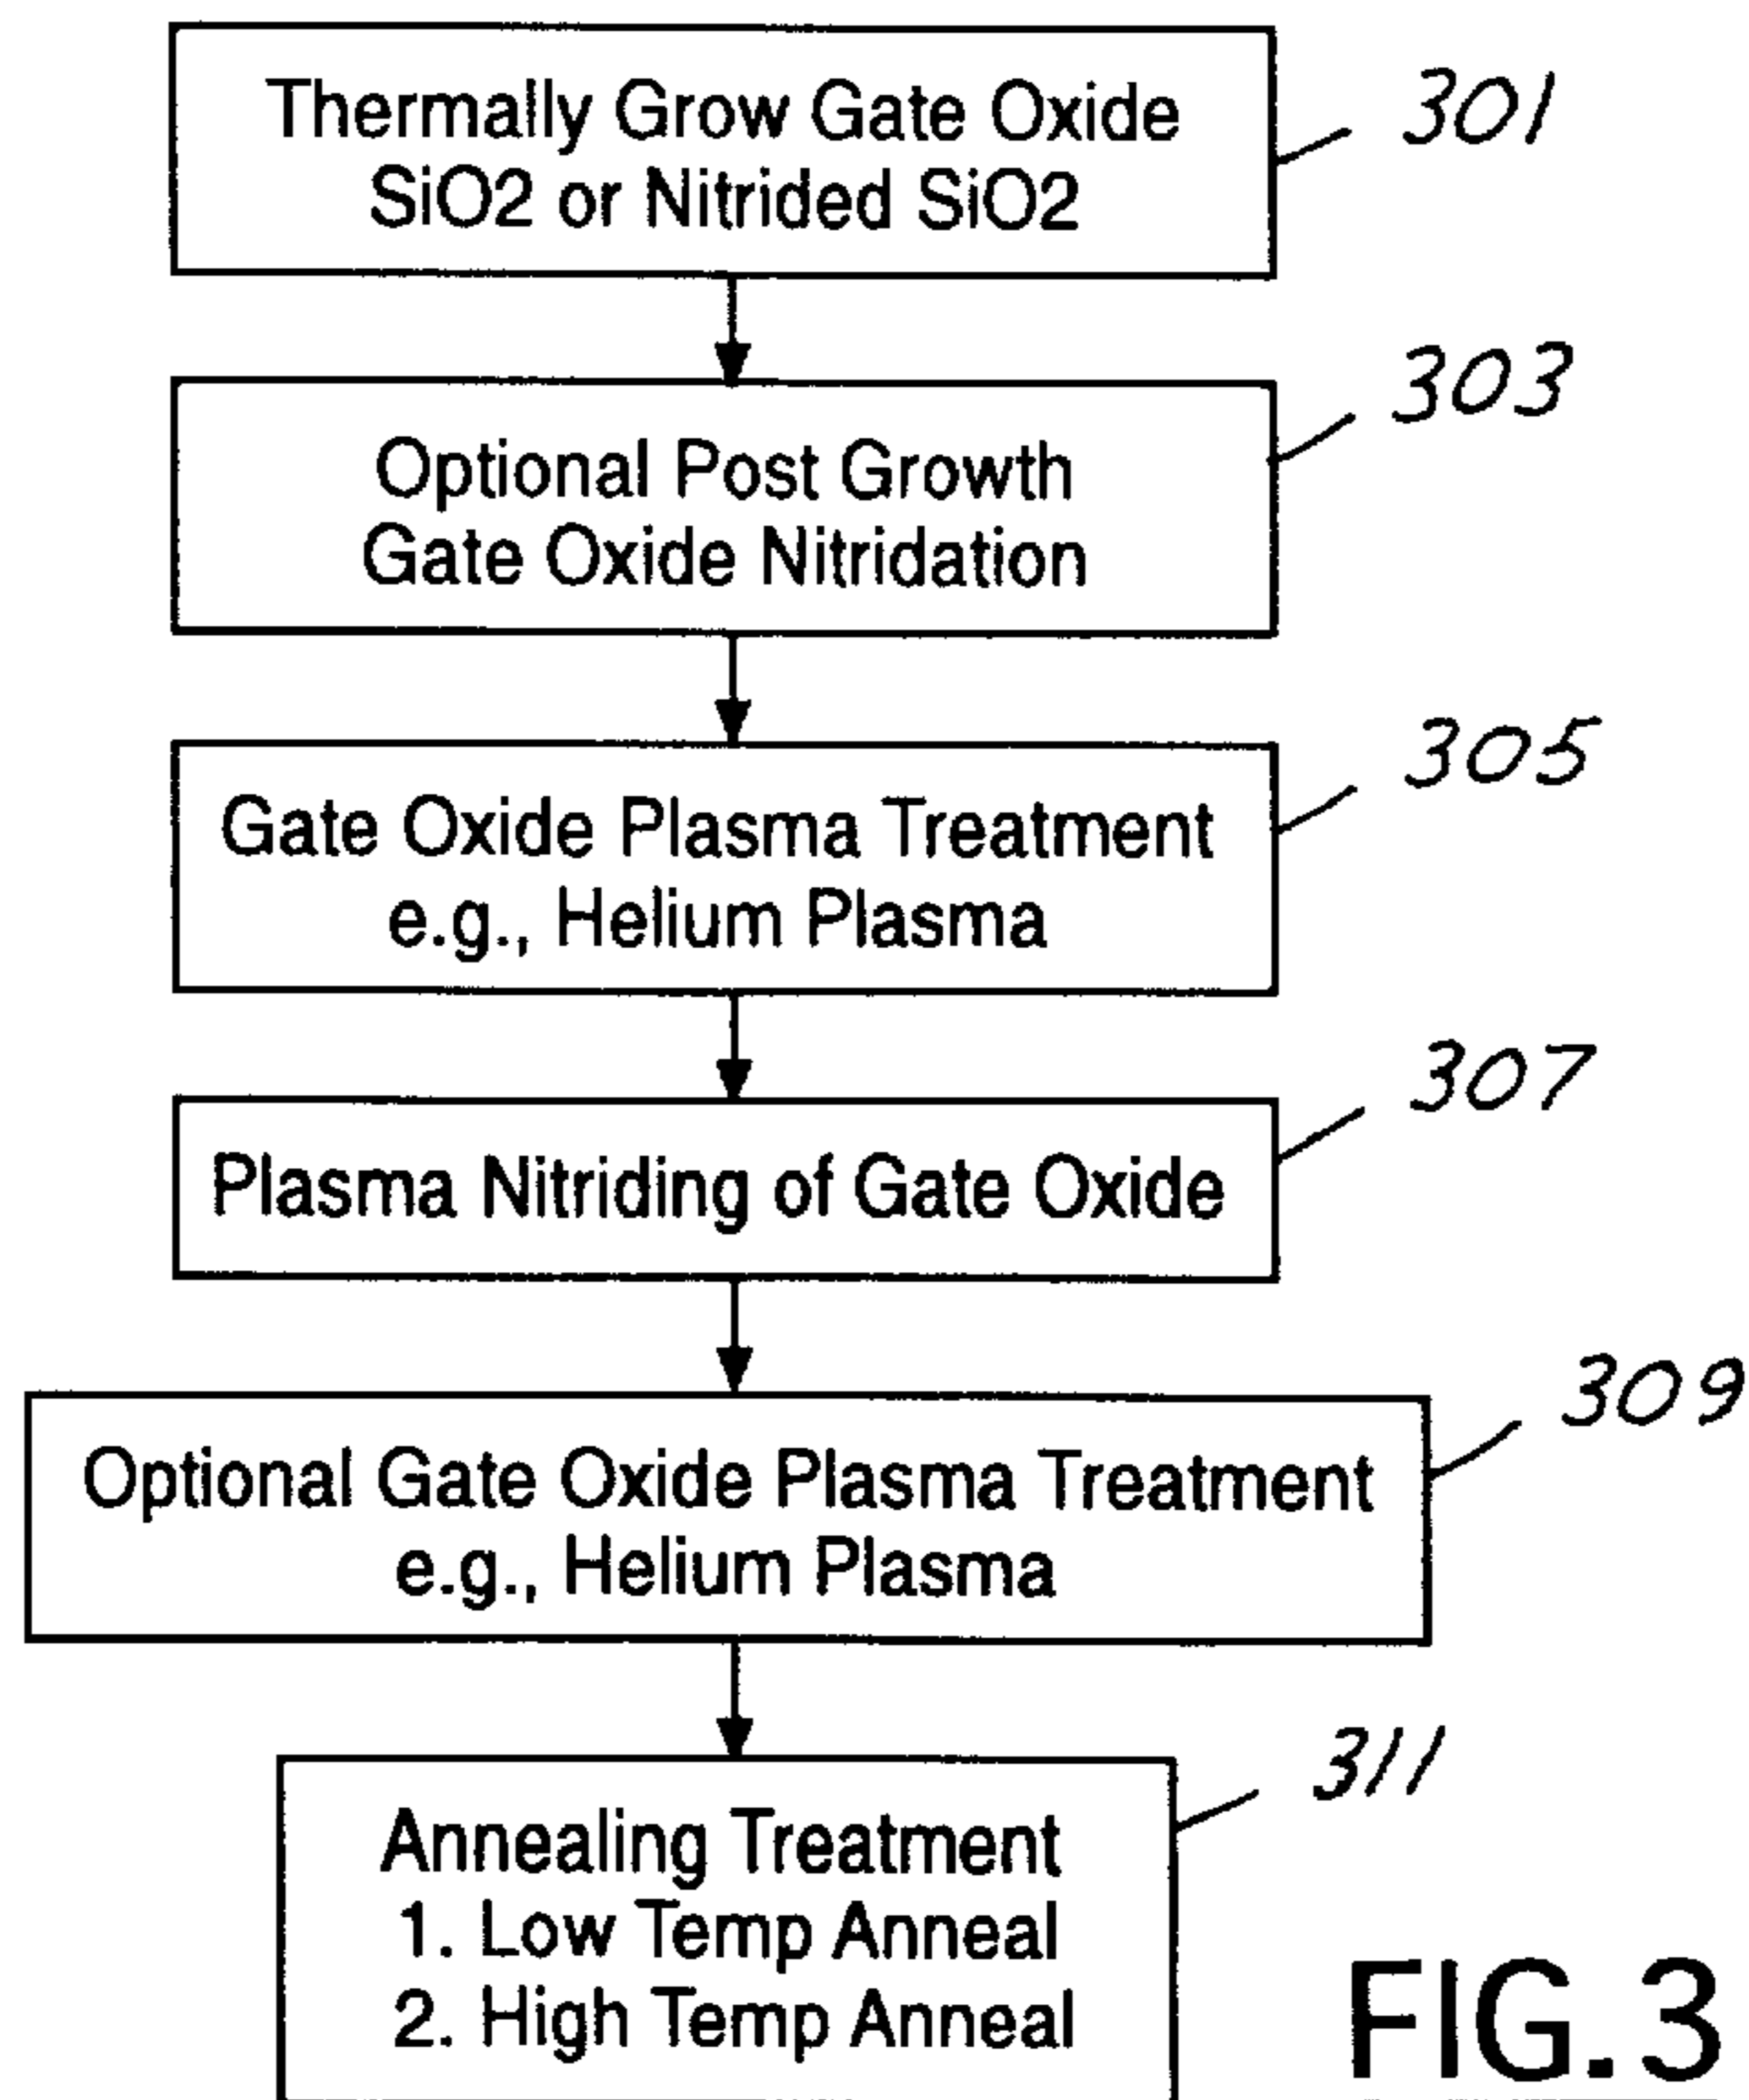 Thermally Grow Gate Oxide
SiO2 or Nitrided SiO2
301
Optional Post Growth
Gate Oxide Nitridation
303
Gate Oxide Plasma Treatment
e.g., Helium Plasma
305
Plasma Nitriding of Gate Oxide
307
Optional Gate Oxide Plasma Treatment
e.g., Helium Plasma
309
Annealing Treatment
1. Low Temp Anneal
2. High Temp Anneal
311
FIG.3